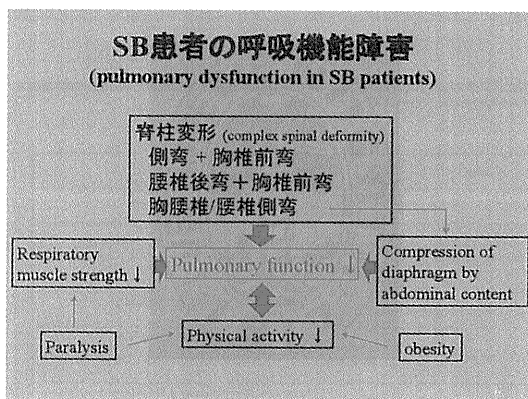 SB患者の呼吸機能障害
(pulmonary dysfunction in SB patients)
脊柱変形 (complex spinal deformity)
側弯 + 胸椎前弯
腰椎後弯＋胸椎前弯
胸腰椎/腰椎側弯
Respiratory
muscle strength ↓
Pulmonary function ↓
Compression of
diaphragm by
abdominal content
Paralysis
Physical activity ↓
obesity